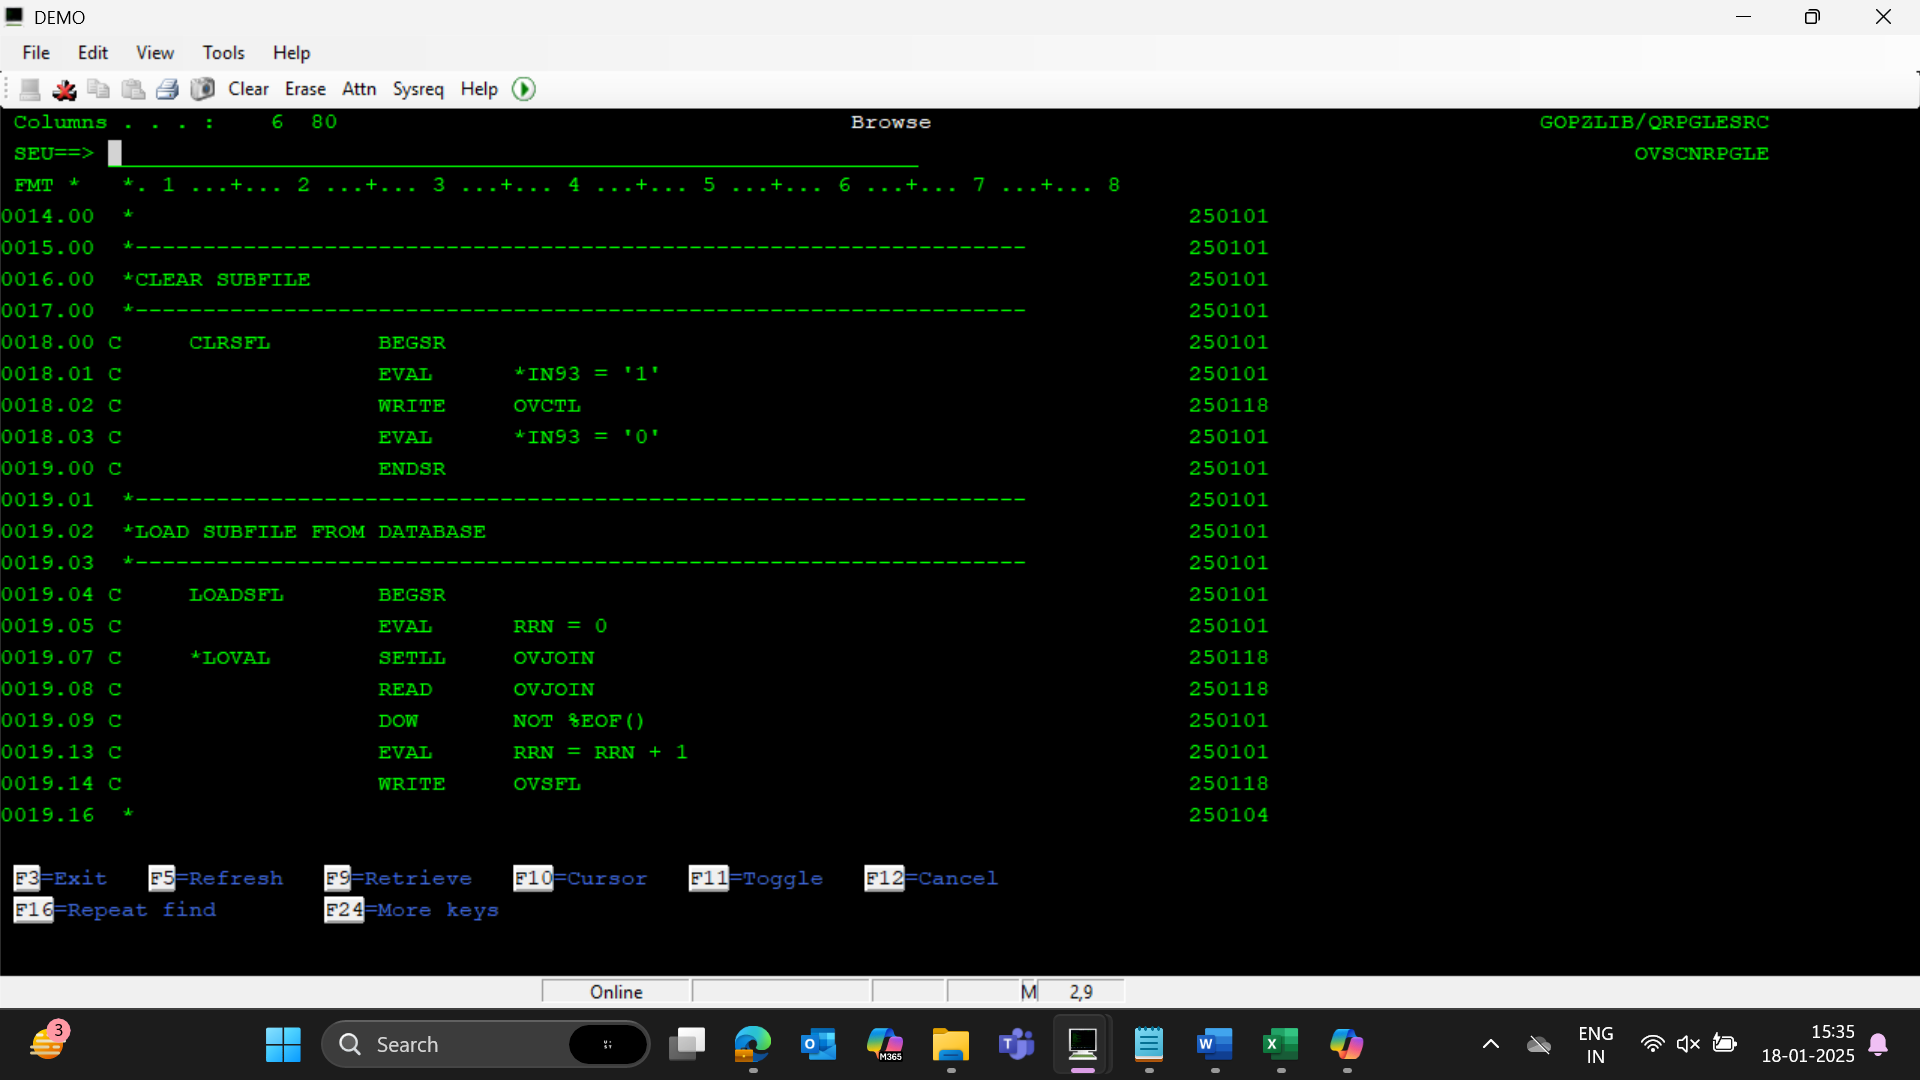 DEMO
File Edit View Tools Help
Clear Erase Attn Sysreq Help
Columns . . . : 6 80 Browse GOPZLIB/QRPGLESRC
SEU==> OVSCNRPGLE
FMT * *. 1 ...+... 2 ...+... 3 ...+... 4 ...+... 5 ...+... 6 ...+... 7 ...+... 8
0014.00 * 250101
0015.00 *------------------------------------------------------------------ 250101
0016.00 *CLEAR SUBFILE 250101
0017.00 *------------------------------------------------------------------ 250101
0018.00 C CLRSFL BEGSR 250101
0018.01 C EVAL *IN93 = '1' 250101
0018.02 C WRITE OVCTL 250118
0018.03 C EVAL *IN93 = '0' 250101
0019.00 C ENDSR 250101
0019.01 *------------------------------------------------------------------ 250101
0019.02 *LOAD SUBFILE FROM DATABASE 250101
0019.03 *------------------------------------------------------------------ 250101
0019.04 C LOADSFL BEGSR 250101
0019.05 C EVAL RRN = 0 250101
0019.07 C *LOVAL SETLL OVJOIN 250118
0019.08 C READ OVJOIN 250118
0019.09 C DOW NOT %EOF() 250101
0019.13 C EVAL RRN = RRN + 1 250101
0019.14 C WRITE OVSFL 250118
0019.16 * 250104
F3=Exit F5=Refresh F9=Retrieve F10=Cursor F11=Toggle F12=Cancel
F16=Repeat find F24=More keys
Online M 2,9
3 Search M365 ENG 15:35
IN 18-01-2025